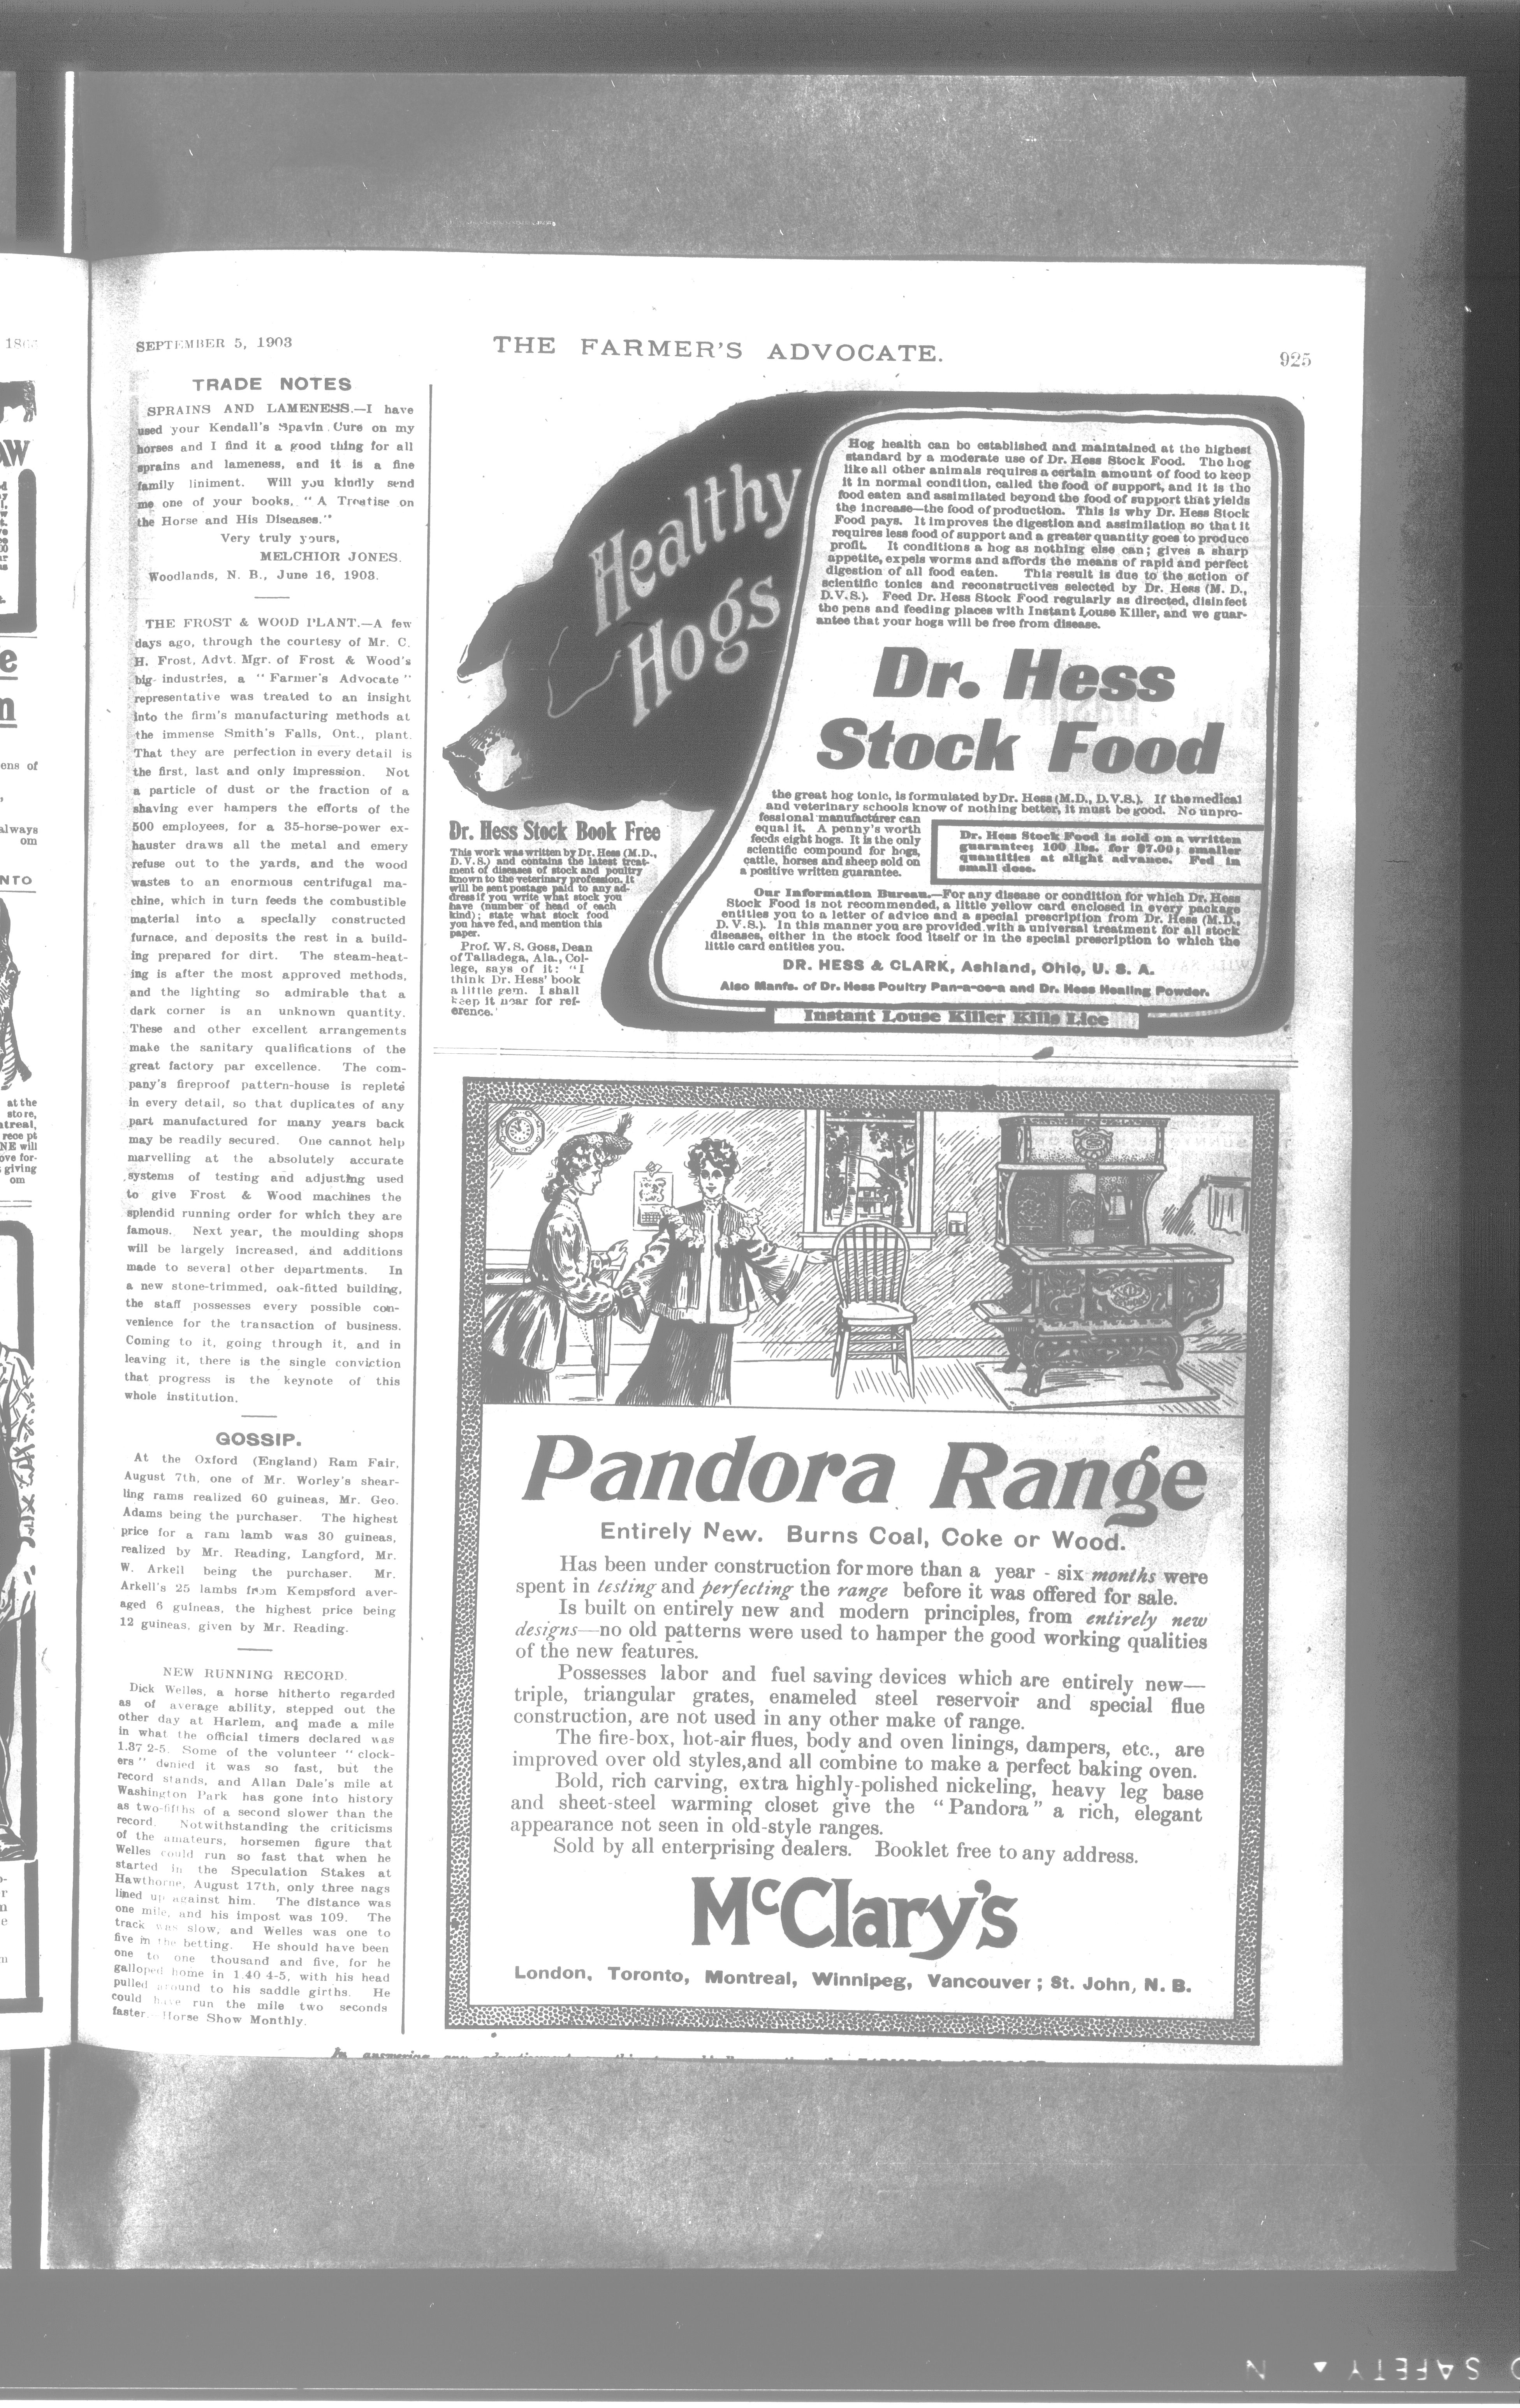 SEPTEMBER 5, 1903
THE FARMER'S ADVOCATE.
925
TRADE NOTES
SPRAINS AND LAMENESS.—I have
used your Kendall's Spavin Cure on my
horses and I find it a good thing for all
sprains and lameness, and it is a fine
family liniment. Will you kindly send
me one of your books, "A Treatise on
the Horse and His Diseases."
Very truly yours,
MELCHIOR JONES.
Woodlands, N. B., June 16, 1903.
THE FROST & WOOD PLANT.—A few
days ago, through the courtesy of Mr. C.
H. Frost, Advt. Mgr. of Frost & Wood's
big industries, a "Farmer's Advocate"
representative was treated to an insight
into the firm's manufacturing methods at
the immense Smith's Falls, Ont., plant.
That they are perfection in every detail is
the first, last and only impression. Not
a particle of dust or the fraction of a
shaving ever hampers the efforts of the
500 employees, for a 35-horse-power ex-
hauster draws all the metal and emery
refuse out to the yards, and the wood
wastes to an enormous centrifugal ma-
chine, which in turn feeds the combustible
material into a specially constructed
furnace, and deposits the rest in a build-
ing prepared for dirt. The steam-heat-
ing is after the most approved methods,
and the lighting so admirable that a
dark corner is an unknown quantity.
These and other excellent arrangements
make the sanitary qualifications of the
great factory par excellence. The com-
pany's fireproof pattern-house is replete
in every detail, so that duplicates of any
part manufactured for many years back
may be readily secured. One cannot help
marvelling at the absolutely accurate
systems of testing and adjusting used
to give Frost & Wood machines the
splendid running order for which they are
famous. Next year, the moulding shops
will be largely increased, and additions
made to several other departments. In
a new stone-trimmed, oak-fitted building,
the staff possesses every possible con-
venience for the transaction of business.
Coming to it, going through it, and in
leaving it, there is the single conviction
that progress is the keynote of this
whole institution.
GOSSIP.
At the Oxford (England) Ram Fair,
August 7th, one of Mr. Worley's shear-
ling rams realized 60 guineas, Mr. Geo.
Adams being the purchaser. The highest
price for a ram lamb was 30 guineas,
realized by Mr. Reading, Langford, Mr.
W. Arkell being the purchaser. Mr.
Arkell's 25 lambs from Kempsford aver-
aged 6 guineas, the highest price being
12 guineas, given by Mr. Reading.
NEW RUNNING RECORD.
Dick Welles, a horse hitherto regarded
as of average ability, stepped out the
other day at Harlem, and made a mile
in what the official timers declared was
1.37 2-5. Some of the volunteer "clock-
ers" denied it was so fast, but the
record stands, and Allan Dale's mile at
Washington Park has gone into history
as two-fifths of a second slower than the
record. Notwithstanding the criticisms
of the amateurs, horsemen figure that
Welles could run so fast that when he
started in the Speculation Stakes at
Hawthorne, August 17th, only three nags
lined up against him. The distance was
one mile, and his impost was 109. The
track was slow, and Welles was one to
five in the betting. He should have been
one to one thousand and five, for he
galloped home in 1.40 4-5, with his head
pulled around to his saddle girths. He
could have run the mile two seconds
faster.—Horse Show Monthly.
Healthy
Hogs
Hog health can be established and maintained at the highest
standard by a moderate use of Dr. Hess Stock Food. The hog
like all other animals requires a certain amount of food to keep
it in normal condition, called the food of support, and it is the
food eaten and assimilated beyond the food of support that yields
the increase—the food of production. This is why Dr. Hess Stock
Food pays. It improves the digestion and assimilation so that it
requires less food of support and a greater quantity goes to produce
profit. It conditions a hog as nothing else can; gives a sharp
appetite, expels worms and affords the means of rapid and perfect
digestion of all food eaten. This result is due to the action of
scientific tonics and reconstructives selected by Dr. Hess (M. D.,
D.V.S.). Feed Dr. Hess Stock Food regularly as directed, disinfect
the pens and feeding places with Instant Louse Killer, and we guar-
antee that your hogs will be free from disease.
Dr. Hess
Stock Food
the great hog tonic, is formulated by Dr. Hess (M.D., D.V.S.). If the medical
and veterinary schools know of nothing better, it must be good. No unpro-
fessional manufacturer can
equal it. A penny's worth
feeds eight hogs. It is the only
scientific compound for hogs,
cattle, horses and sheep sold on
a positive written guarantee.
Dr. Hess Stock Food is sold on a written
guarantee; 100 lbs. for $7.00; smaller
quantities at slight advance. Fed in
small dose.
Our Information Bureau.—For any disease or condition for which Dr. Hess
Stock Food is not recommended, a little yellow card enclosed in every package
entitles you to a letter of advice and a special prescription from Dr. Hess (M.D.,
D. V.S.). In this manner you are provided with a universal treatment for all stock
diseases, either in the stock food itself or in the special prescription to which the
little card entities you.
DR. HESS & CLARK, Ashland, Ohio, U. S. A.
Also Manfs. of Dr. Hess Poultry Pan-a-ce-a and Dr. Hess Healing Powder.
Instant Louse Killer Kills Lice
Dr. Hess Stock Book Free
This work was written by Dr. Hess (M.D.,
D. V. S.) and contains the latest treat-
ment of diseases of stock and poultry
known to the veterinary profession. It
will be sent postage paid to any ad-
dress if you write what stock you
have (number of head of each
kind); state what stock food
you have fed, and mention this
paper.
Prof. W. S. Goss, Dean
of Talladega, Ala., Col-
lege, says of it: "I
think Dr. Hess' book
a little gem. I shall
keep it near for ref-
erence."
Pandora Range
Entirely New. Burns Coal, Coke or Wood.
Has been under construction for more than a year - six months were
spent in testing and perfecting the range before it was offered for sale.
Is built on entirely new and modern principles, from entirely new
designs—no old patterns were used to hamper the good working qualities
of the new features.
Possesses labor and fuel saving devices which are entirely new—
triple, triangular grates, enameled steel reservoir and special flue
construction, are not used in any other make of range.
The fire-box, hot-air flues, body and oven linings, dampers, etc., are
improved over old styles,and all combine to make a perfect baking oven.
Bold, rich carving, extra highly-polished nickeling, heavy leg base
and sheet-steel warming closet give the "Pandora" a rich, elegant
appearance not seen in old-style ranges.
Sold by all enterprising dealers. Booklet free to any address.
McClary's
London, Toronto, Montreal, Winnipeg, Vancouver; St. John, N. B.
In answering any
SAFETY